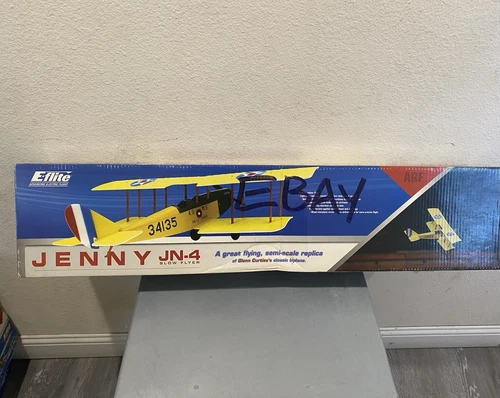 E-flite
ADVANCING ELECTRIC FLIGHT
ARF
EBAY
34135
JENNY JN-4
SLOW FLYER
A great flying, semi-scale replica
of Glenn Curtiss's classic biplane.